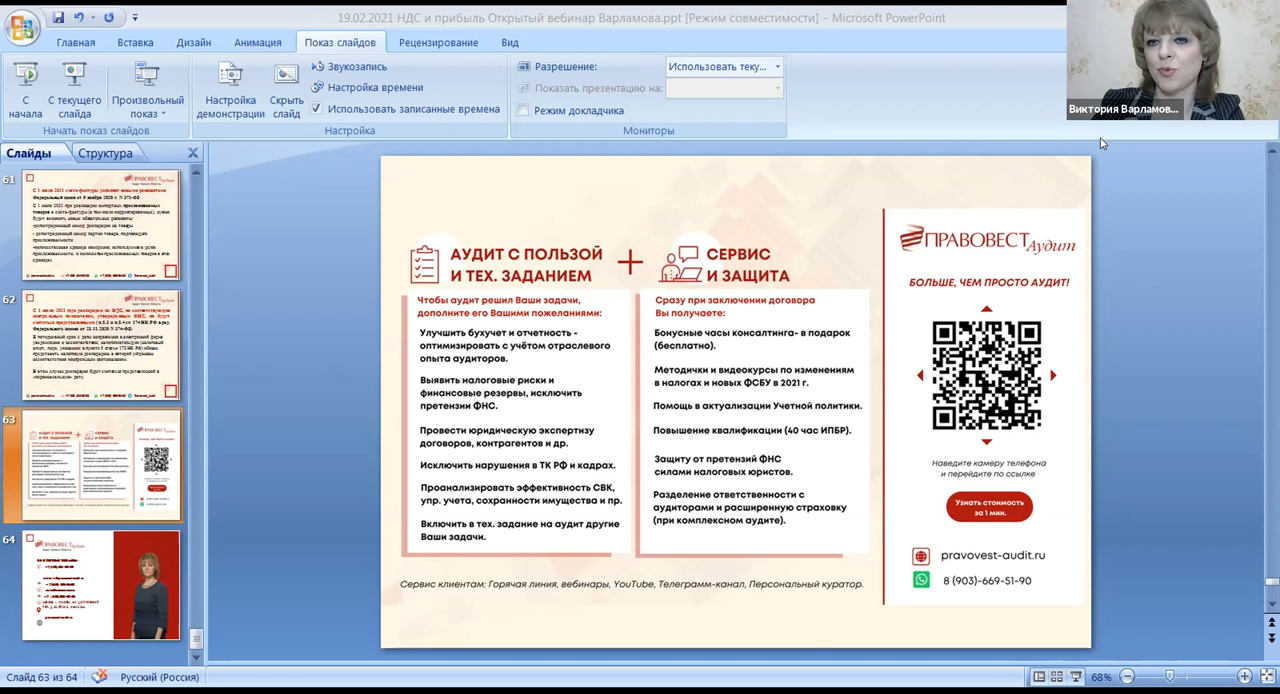 19.02.2021 НДС и прибыль Открытый вебинар Варламова.ppt [Режим совместимости] - Microsoft PowerPoint
Главная Вставка Дизайн Анимация Показ слайдов Рецензирование Вид
С начала
С текущего слайда
Произвольный показ
Начать показ слайдов
Настройка демонстрации
Скрыть слайд
Звукозапись
Настройка времени
Использовать записанные времена
Настройка
Разрешение: Использовать теку...
Показать презентацию на:
Режим докладчика
Мониторы
Виктория Варламов...
Слайды Структура
61
62
63
64
АУДИТ С ПОЛЬЗОЙ
И ТЕХ. ЗАДАНИЕМ
+
СЕРВИС
И ЗАЩИТА
Чтобы аудит решил Ваши задачи,
дополните его Вашими пожеланиями:
Улучшить бухучет и отчетность -
оптимизировать с учётом отраслевого
опыта аудиторов.
Выявить налоговые риски и
финансовые резервы, исключить
претензии ФНС.
Провести юридическую экспертизу
договоров, контрагентов и др.
Исключить нарушения в ТК РФ и кадрах.
Проанализировать эффективность СВК,
упр. учета, сохранности имущества и пр.
Включить в тех. задание на аудит другие
Ваши задачи.
Сразу при заключении договора
Вы получаете:
Бонусные часы консалтинга- в подарок
(бесплатно).
Методички и видеокурсы по изменениям
в налогах и новых ФСБУ в 2021 г.
Помощь в актуализации Учетной политики.
Повышение квалификации (40 час ИПБР).
Защиту от претензий ФНС
силами налоговых юристов.
Разделение ответственности с
аудиторами и расширенную страховку
(при комплексном аудите).
Сервис клиентам: Горячая линия, вебинары, YouTube, Телеграмм-канал, Персональный куратор.
ПРАВОВЕСТ Аудит
БОЛЬШЕ, ЧЕМ ПРОСТО АУДИТ!
Наведите камеру телефона
и перейдите по ссылке
Узнать стоимость
за 1 мин.
pravovest-audit.ru
8 (903)-669-51-90
Слайд 63 из 64 Русский (Россия) 68%